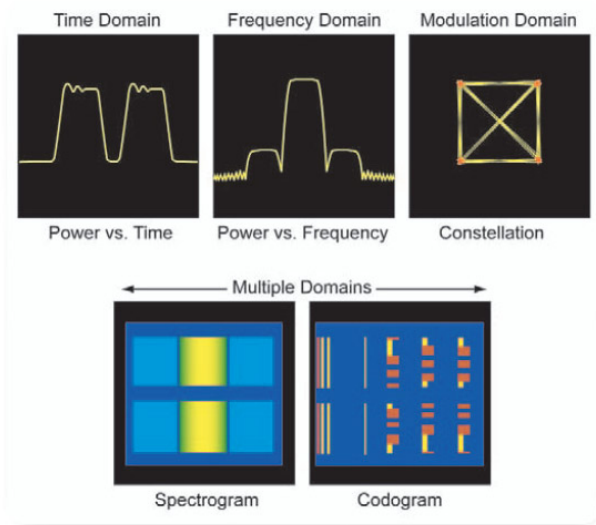 Time Domain
Frequency Domain
Modulation Domain
Power vs. Time
Power vs. Frequency
Constellation
Multiple Domains
Spectrogram
Codogram